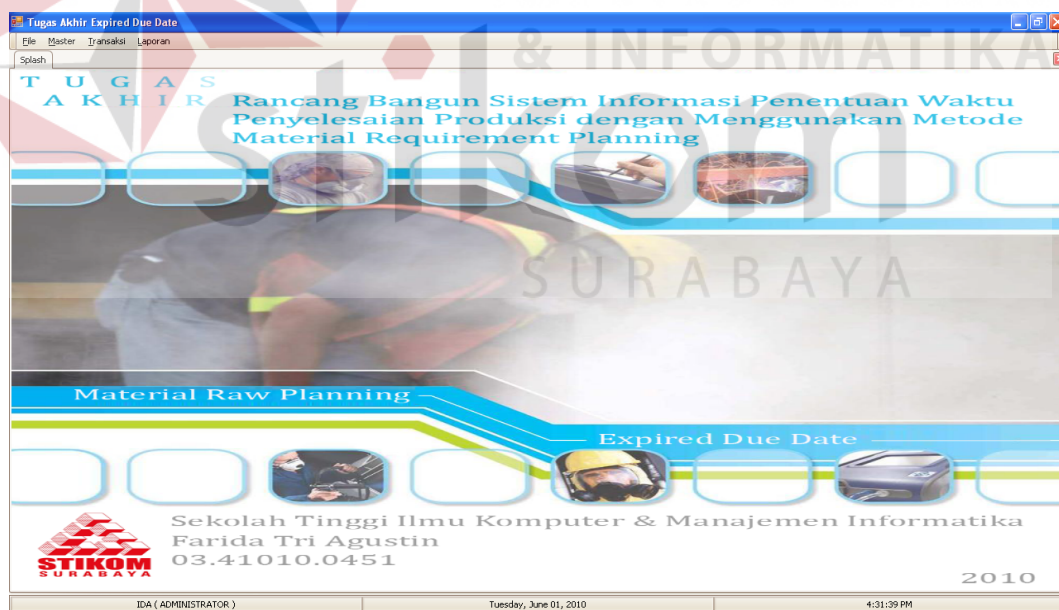 Tugas Akhir Expired Due Date
File Master Transaksi Laporan
Splash
& INFORMATIKA
TUGAS
AKHIR
Rancang Bangun Sistem Informasi Penentuan Waktu
Penyelesaian Produksi dengan Menggunakan Metode
Material Requirement Planning
stikom
SURABAYA
Material Raw Planning
Expired Due Date
Sekolah Tinggi Ilmu Komputer & Manajemen Informatika
Farida Tri Agustin
03.41010.0451
STIKOM
SURABAYA
2010
IDA ( ADMINISTRATOR ) Tuesday, June 01, 2010 4:31:39 PM